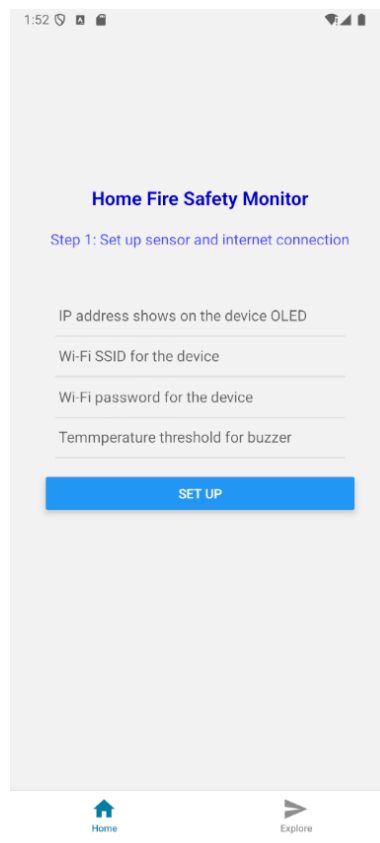 1:52
Home Fire Safety Monitor
Step 1: Set up sensor and internet connection
IP address shows on the device OLED
Wi-Fi SSID for the device
Wi-Fi password for the device
Temmperature threshold for buzzer
SET UP
Home
Explore